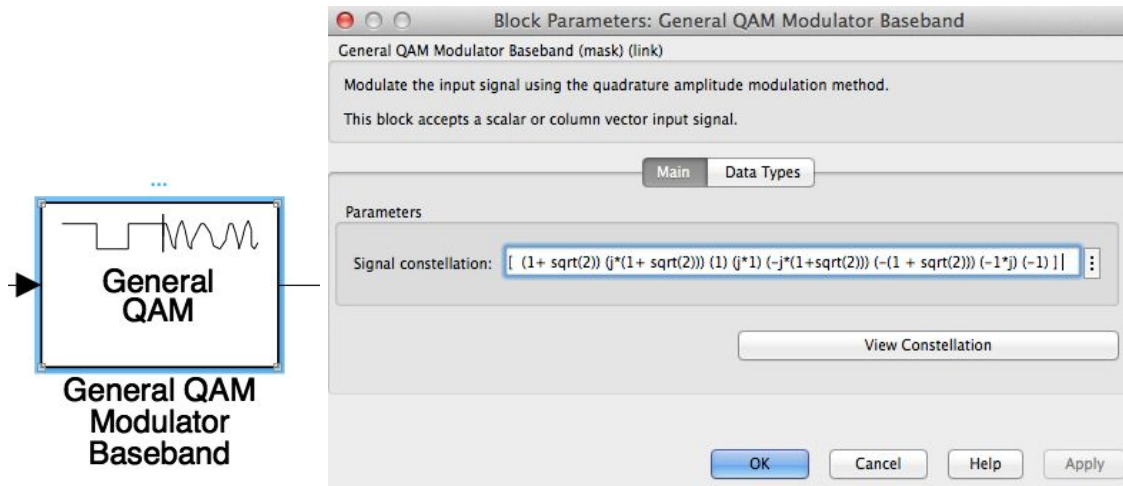 Block Parameters: General QAM Modulator Baseband
General QAM Modulator Baseband (mask) (link)
Modulate the input signal using the quadrature amplitude modulation method.
This block accepts a scalar or column vector input signal.
Main Data Types
Parameters
Signal constellation: [ (1+ sqrt(2)) (j*(1+ sqrt(2))) (1) (j*1) (-j*(1+sqrt(2))) (-(1 + sqrt(2))) (-1*j) (-1) ]
View Constellation
OK Cancel Help Apply
...
General
QAM
General QAM
Modulator
Baseband